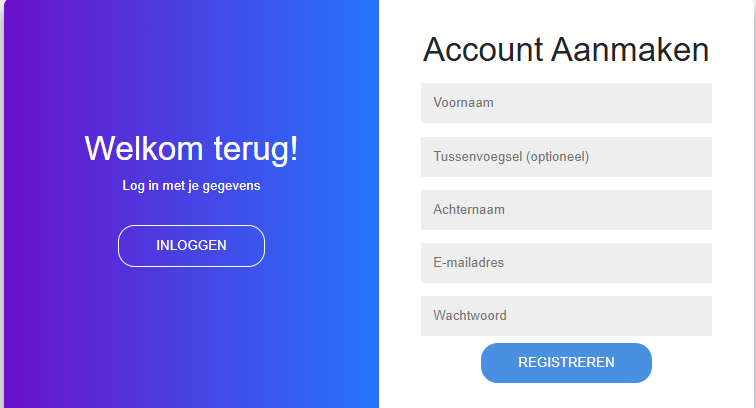 Welkom terug!
Log in met je gegevens
INLOGGEN
Account Aanmaken
Voornaam
Tussenvoegsel (optioneel)
Achternaam
E-mailadres
Wachtwoord
REGISTREREN